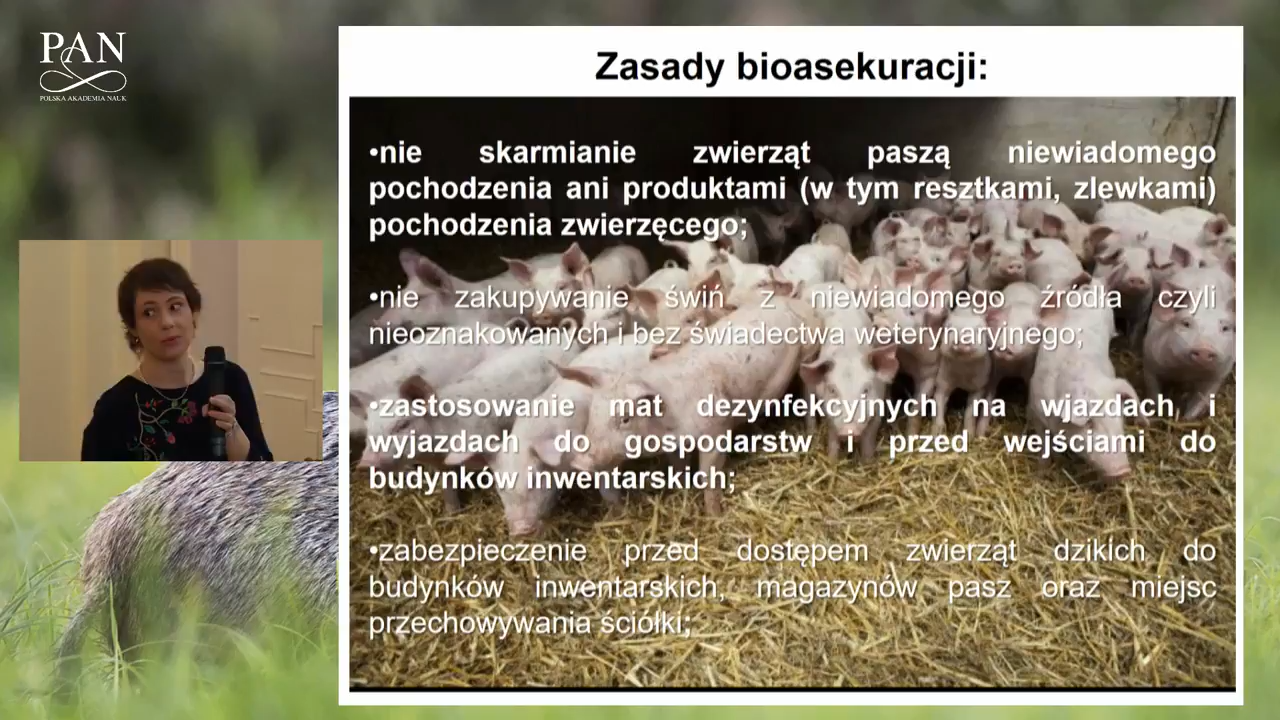 PAN
POLSKA AKADEMIA NAUK
Zasady bioasekuracji:
•nie skarmianie zwierząt paszą niewiadomego
pochodzenia ani produktami (w tym resztkami, zlewkami)
pochodzenia zwierzęcego;
•nie zakupywanie świń z niewiadomego źródła czyli
nieoznakowanych i bez świadectwa weterynaryjnego;
•zastosowanie mat dezynfekcyjnych na wjazdach i
wyjazdach do gospodarstw i przed wejściami do
budynków inwentarskich;
•zabezpieczenie przed dostępem zwierząt dzikich do
budynków inwentarskich, magazynów pasz oraz miejsc
przechowywania ściółki;